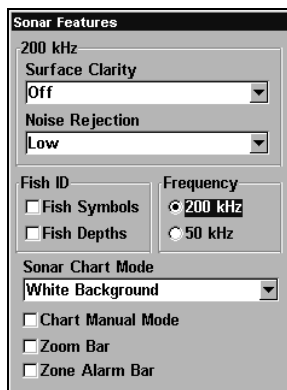 Sonar Features
200 kHz
Surface Clarity
Off
Noise Rejection
Low
Fish ID
Fish Symbols
Fish Depths
Frequency
200 kHz
50 kHz
Sonar Chart Mode
White Background
Chart Manual Mode
Zoom Bar
Zone Alarm Bar